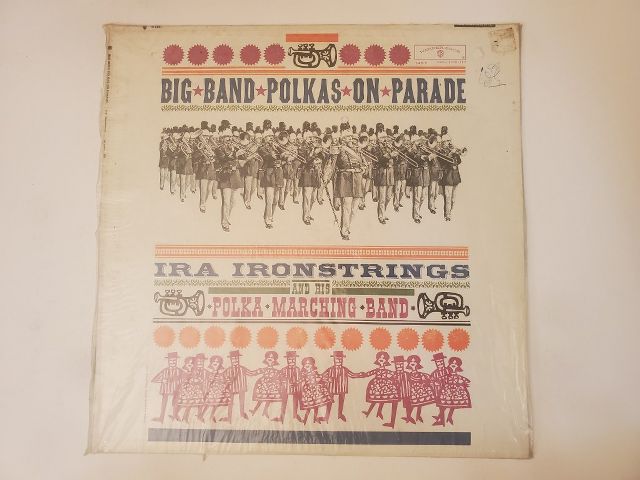 BIG★BAND★POLKAS★ON★PARADE
IRA IRONSTRINGS
AND HIS
·POLKA·MARCHING·BAND·